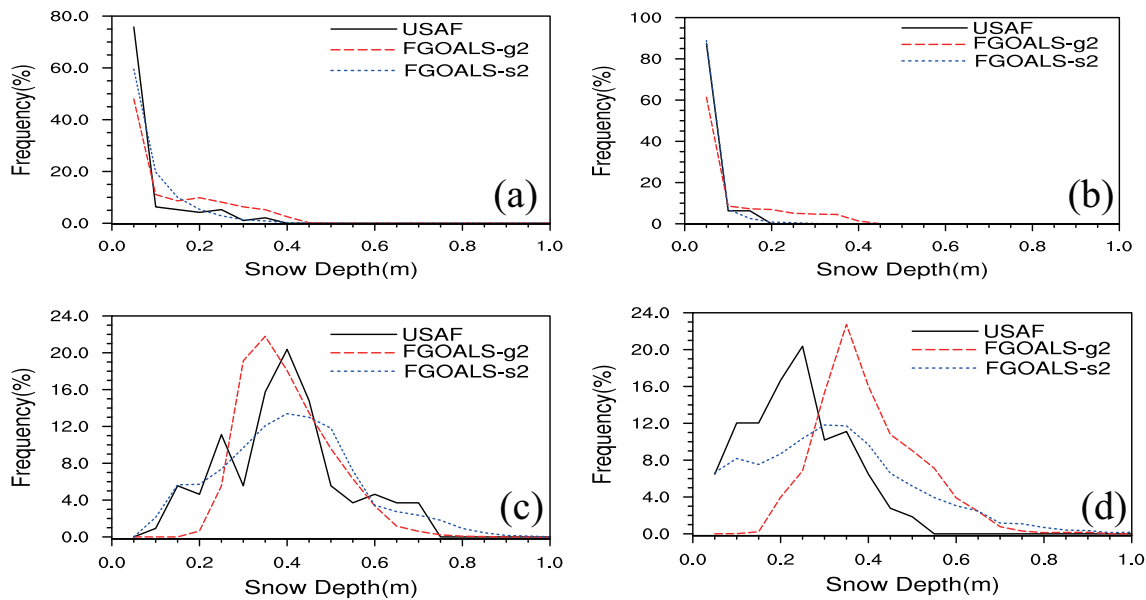 80.0
60.0
40.0
20.0
0.0
Frequency(%)
USAF
FGOALS-g2
FGOALS-s2
(a)
0.0 0.2 0.4 0.6 0.8 1.0
Snow Depth(m)
100
80
60
40
20
0
Frequency(%)
USAF
FGOALS-g2
FGOALS-s2
(b)
0.0 0.2 0.4 0.6 0.8 1.0
Snow Depth(m)
24.0
20.0
16.0
12.0
8.0
4.0
0.0
Frequency(%)
USAF
FGOALS-g2
FGOALS-s2
(c)
0.0 0.2 0.4 0.6 0.8 1.0
Snow Depth(m)
24.0
20.0
16.0
12.0
8.0
4.0
0.0
Frequency(%)
USAF
FGOALS-g2
FGOALS-s2
(d)
0.0 0.2 0.4 0.6 0.8 1.0
Snow Depth(m)